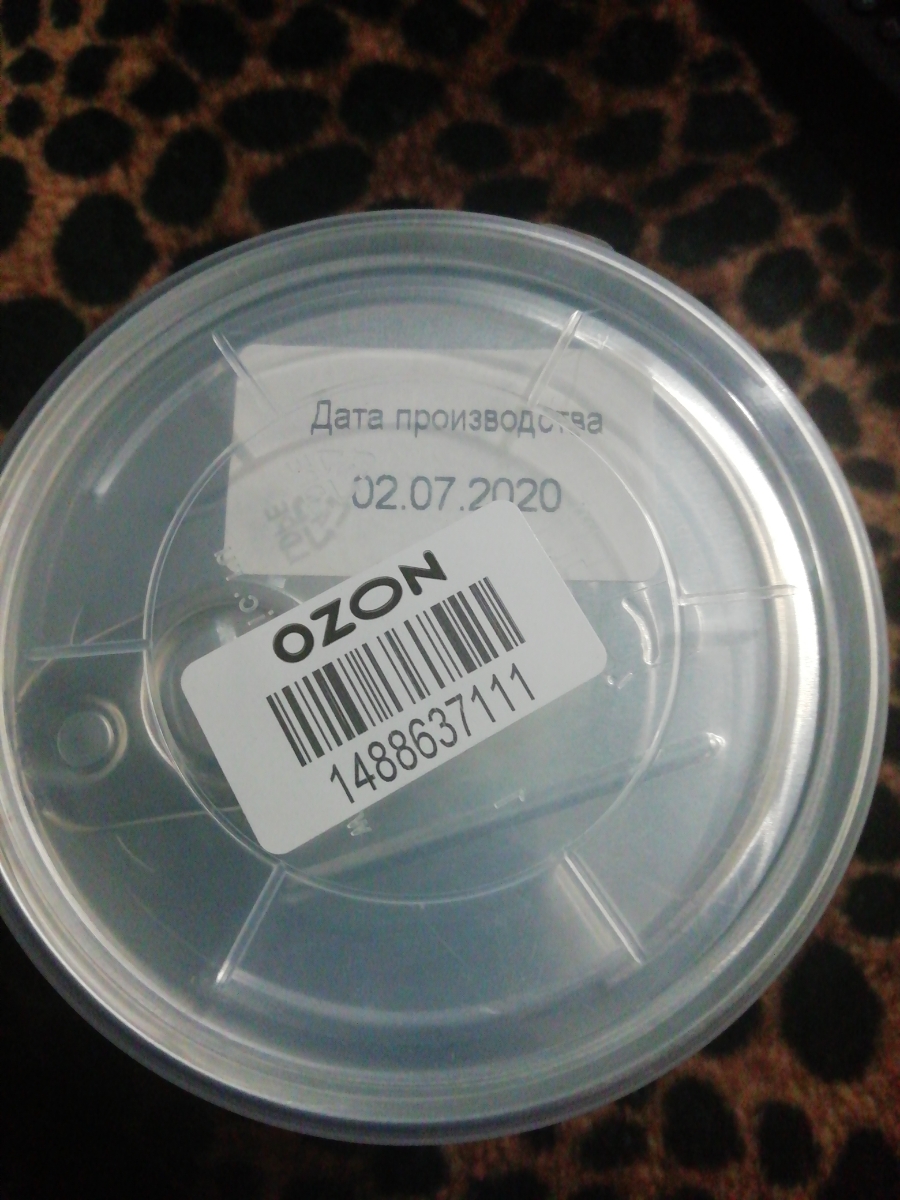 Дата производства
02.07.2020
OZON
1488637111